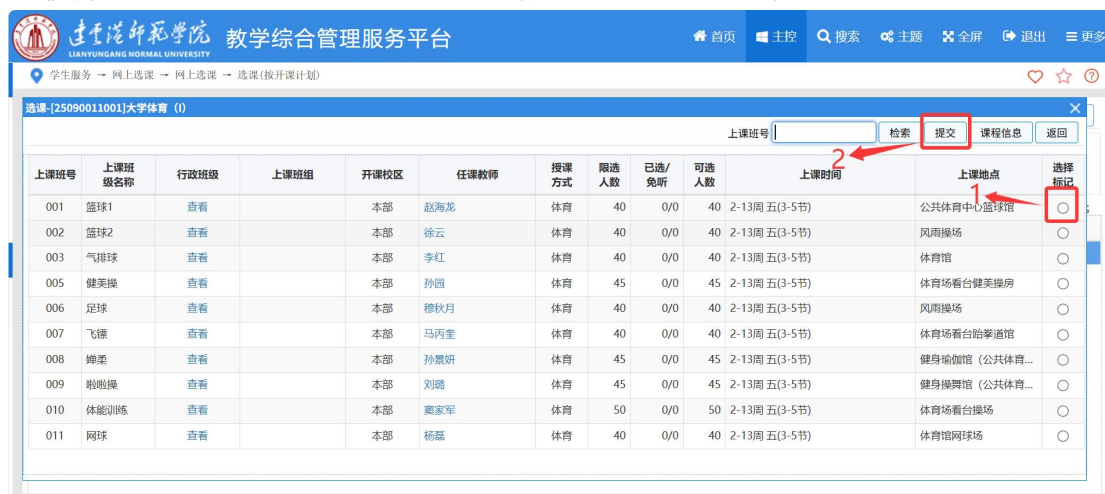 连云港师范学院 教学综合管理服务平台 首页 主控 搜索 主题 全屏 退出 更多
LIANYUNGANG NORMAL UNIVERSITY
学生服务 → 网上选课 → 网上选课 → 选课(按开课计划)
选课-[25090011001]大学体育（I）
上课班号 检索 提交 课程信息 返回
2
上课班号 上课班级名称 行政班级 上课班组 开课校区 任课教师 授课方式 限选人数 已选/免听 可选人数 上课时间 上课地点 选择标记
1
001 篮球1 查看 本部 赵海龙 体育 40 0/0 40 2-13周 五(3-5节) 公共体育中心篮球馆
002 篮球2 查看 本部 徐云 体育 40 0/0 40 2-13周 五(3-5节) 风雨操场
003 气排球 查看 本部 李红 体育 40 0/0 40 2-13周 五(3-5节) 体育馆
005 健美操 查看 本部 孙园 体育 45 0/0 45 2-13周 五(3-5节) 体育场看台健美操房
006 足球 查看 本部 穆秋月 体育 40 0/0 40 2-13周 五(3-5节) 风雨操场
007 飞镖 查看 本部 马丙奎 体育 40 0/0 40 2-13周 五(3-5节) 体育场看台跆拳道馆
008 婵柔 查看 本部 孙景妍 体育 45 0/0 45 2-13周 五(3-5节) 健身瑜伽馆（公共体育...
009 啦啦操 查看 本部 刘璐 体育 45 0/0 45 2-13周 五(3-5节) 健身操舞馆（公共体育...
010 体能训练 查看 本部 窦家军 体育 50 0/0 50 2-13周 五(3-5节) 体育场看台操场
011 网球 查看 本部 杨磊 体育 40 0/0 40 2-13周 五(3-5节) 体育馆网球场